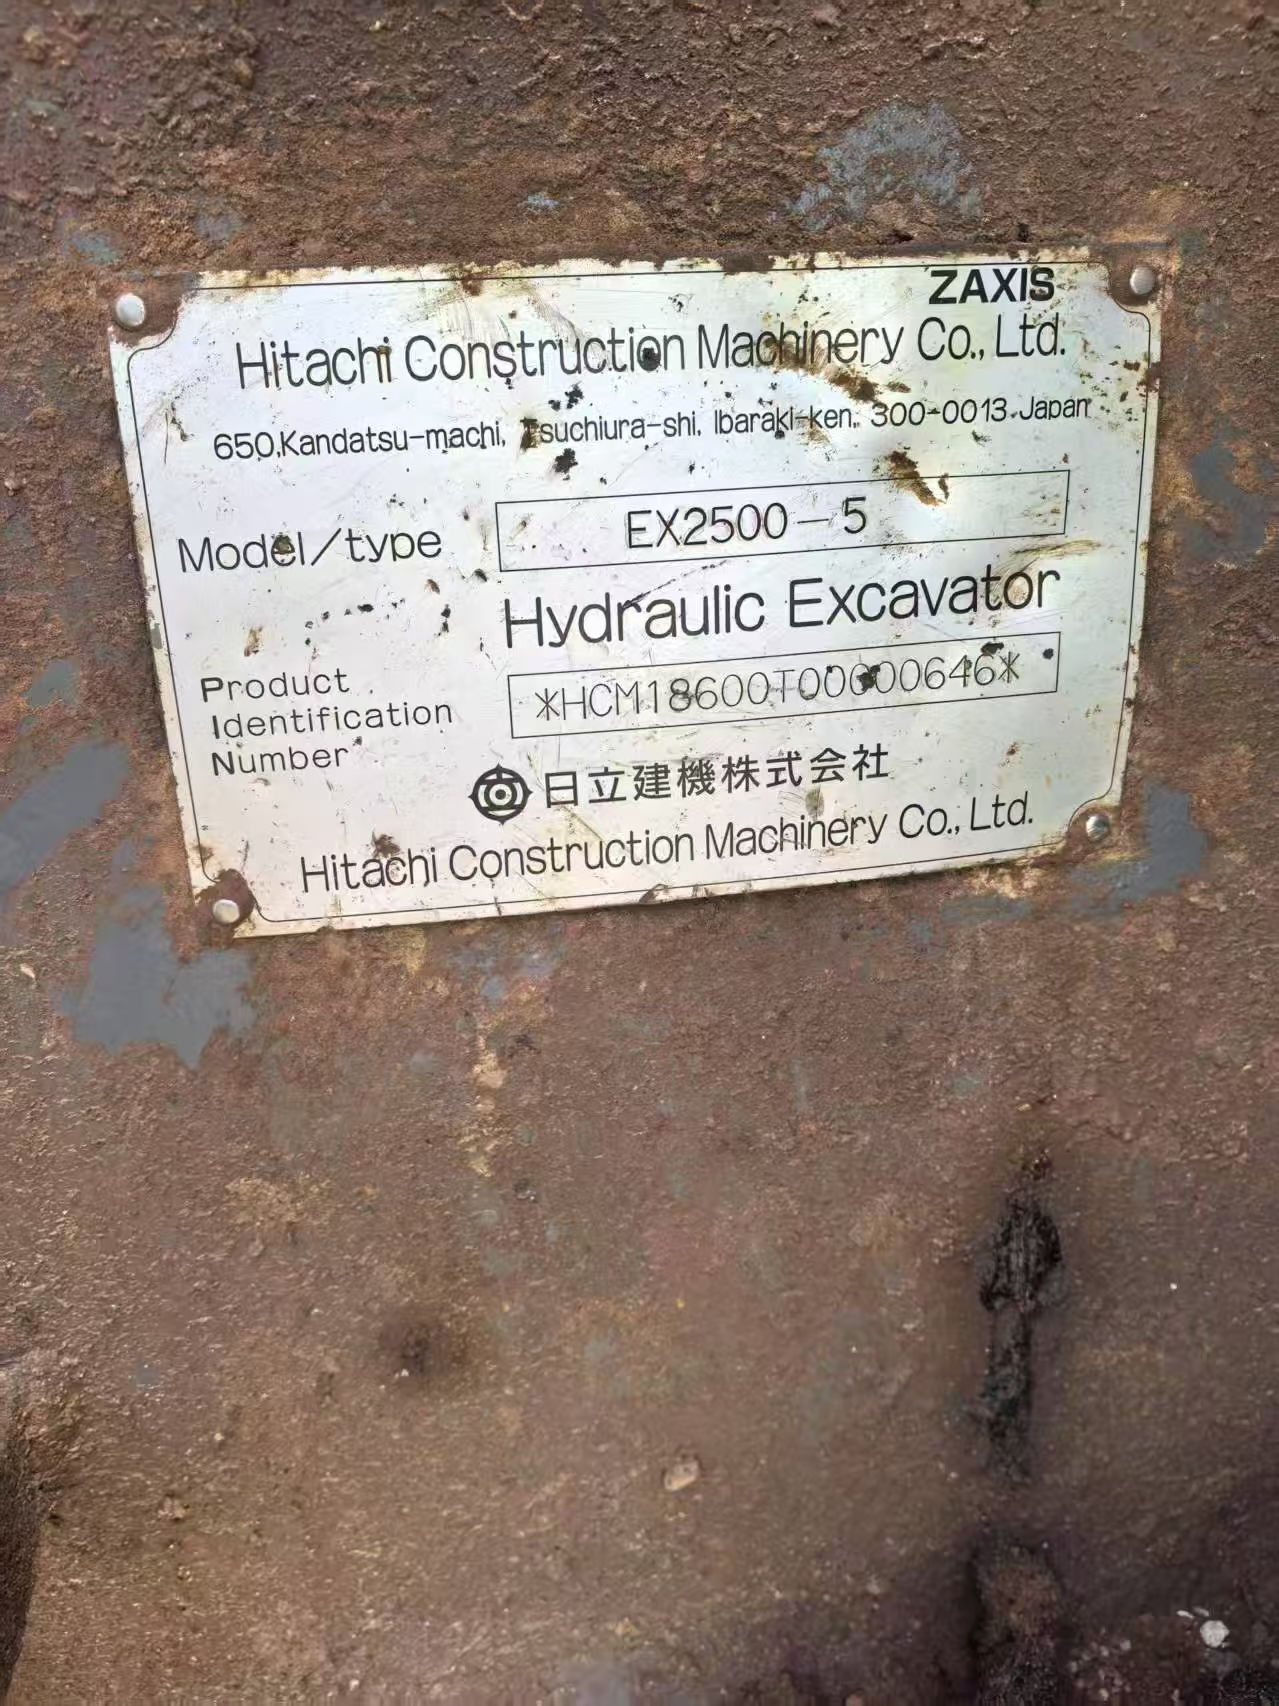 ZAXIS
Hitachi Construction Machinery Co., Ltd.
650,Kandatsu-machi, Tsuchiura-shi, Ibaraki-ken, 300-0013 Japan
Model/type EX2500-5
Hydraulic Excavator
Product Identification Number *HCM18600T00000646*
日立建機株式会社
Hitachi Construction Machinery Co., Ltd.